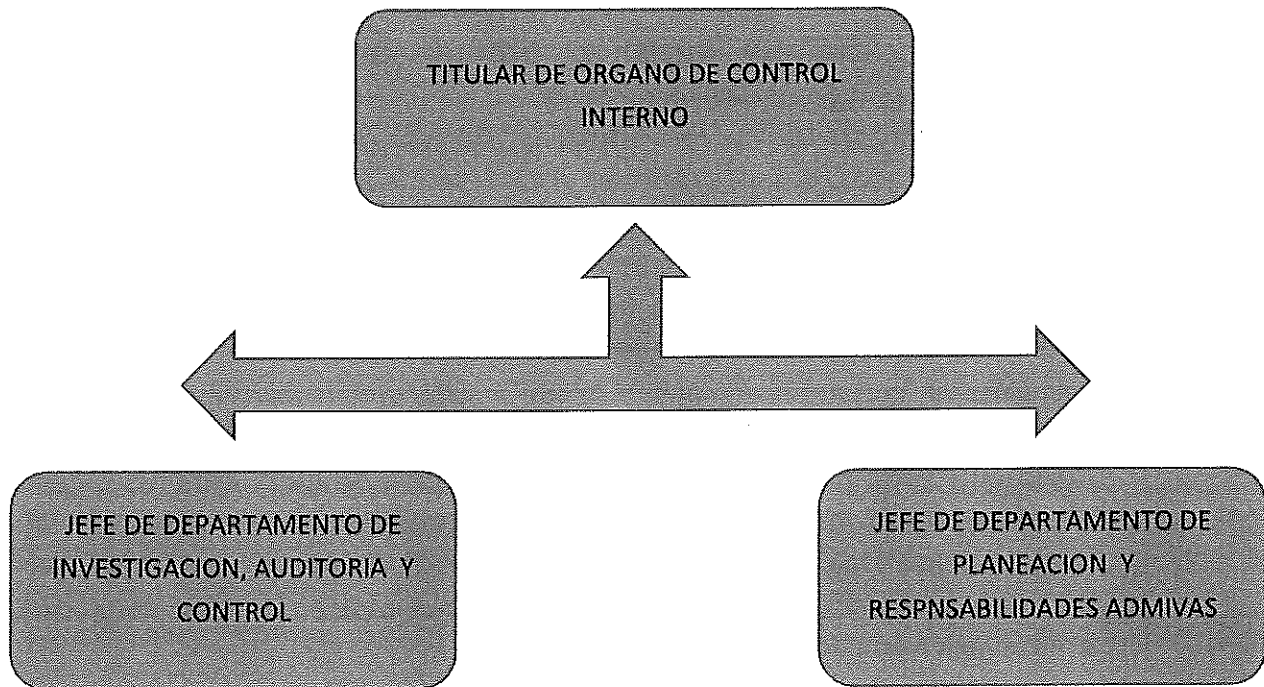 TITULAR DE ORGANO DE CONTROL
INTERNO
JEFE DE DEPARTAMENTO DE
INVESTIGACION, AUDITORIA Y
CONTROL
JEFE DE DEPARTAMENTO DE
PLANEACION Y
RESPNSABILIDADES ADMIVAS